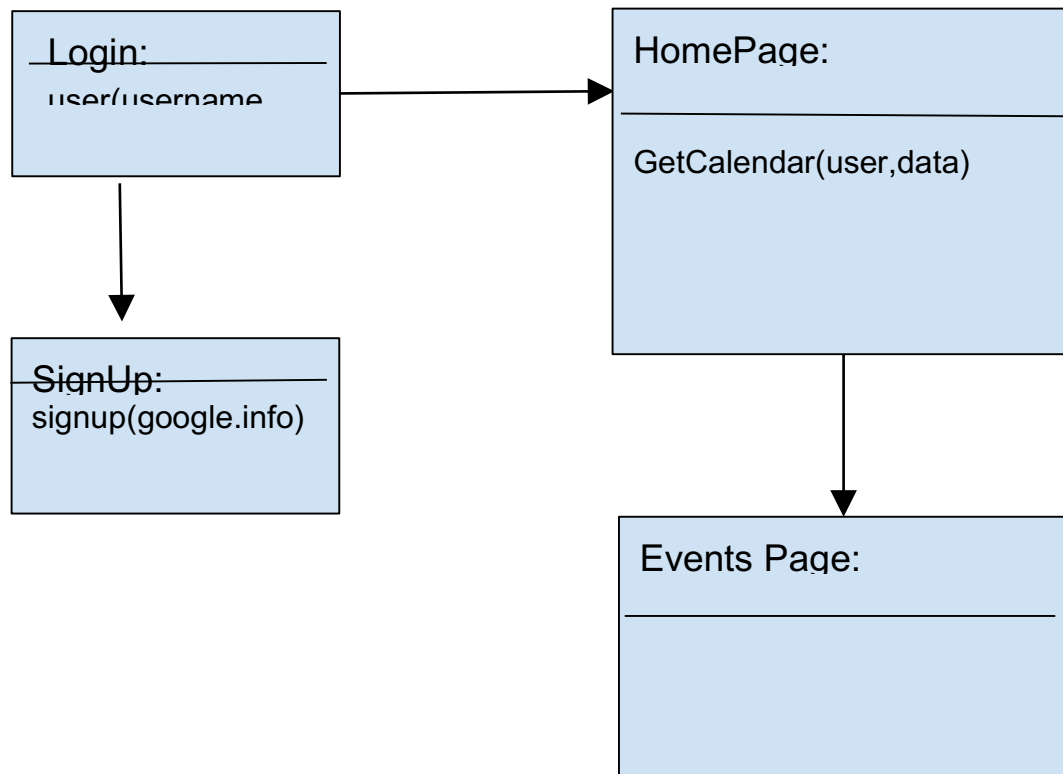 Login:
user(username
HomePage:
GetCalendar(user,data)
SignUp:
signup(google.info)
Events Page: